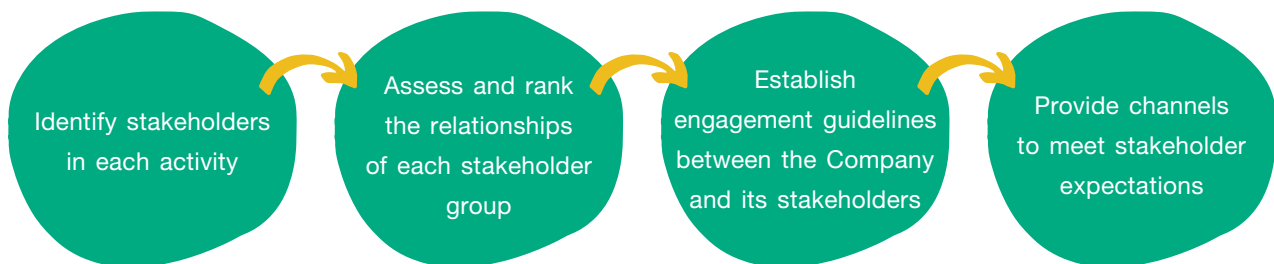 Identify stakeholders
in each activity
Assess and rank
the relationships
of each stakeholder
group
Establish
engagement guidelines
between the Company
and its stakeholders
Provide channels
to meet stakeholder
expectations